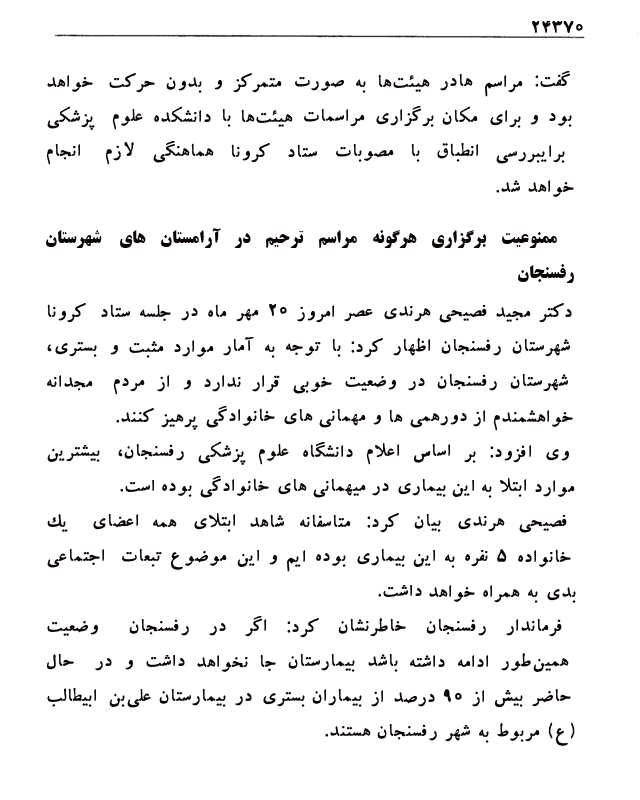 ۲۴۳۷۰
گفت: مراسم هادر هیئت‌ها به صورت متمرکز و بدون حرکت خواهد
بود و برای مکان برگزاری مراسمات هیئت‌ها با دانشکده علوم پزشکی
برایبررسی انطباق با مصوبات ستاد کرونا هماهنگی لازم انجام
خواهد شد.
ممنوعیت برگزاری هرگونه مراسم ترحیم در آرامستان های شهرستان
رفسنجان
دکتر مجید فصیحی هرندی عصر امروز ۲۰ مهر ماه در جلسه ستاد کرونا
شهرستان رفسنجان اظهار کرد: با توجه به آمار موارد مثبت و بستری،
شهرستان رفسنجان در وضعیت خوبی قرار ندارد و از مردم مجدانه
خواهشمندم از دورهمی ها و مهمانی های خانوادگی پرهیز کنند.
وی افزود: بر اساس اعلام دانشگاه علوم پزشکی رفسنجان، بیشترین
موارد ابتلا به این بیماری در میهمانی های خانوادگی بوده است.
فصیحی هرندی بیان کرد: متاسفانه شاهد ابتلای همه اعضای یك
خانواده ۵ نفره به این بیماری بوده ایم و این موضوع تبعات اجتماعی
بدی به همراه خواهد داشت.
فرماندار رفسنجان خاطرنشان کرد: اگر در رفسنجان وضعیت
همین‌طور ادامه داشته باشد بیمارستان جا نخواهد داشت و در حال
حاضر بیش از ۹۰ درصد از بیماران بستری در بیمارستان علی‌بن ابیطالب
(ع) مربوط به شهر رفسنجان هستند.